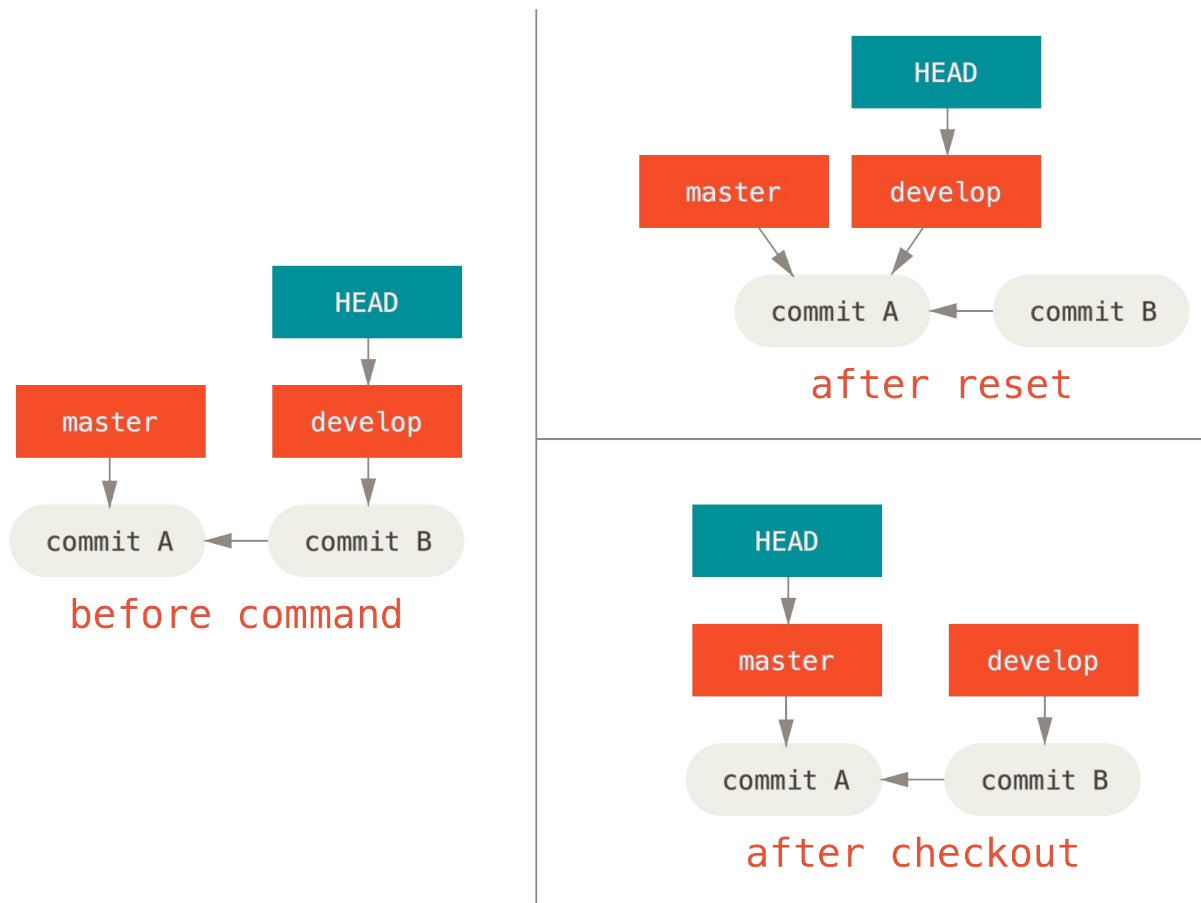 HEAD
master
develop
commit A
commit B
before command
HEAD
master
develop
commit A
commit B
after reset
HEAD
master
develop
commit A
commit B
after checkout